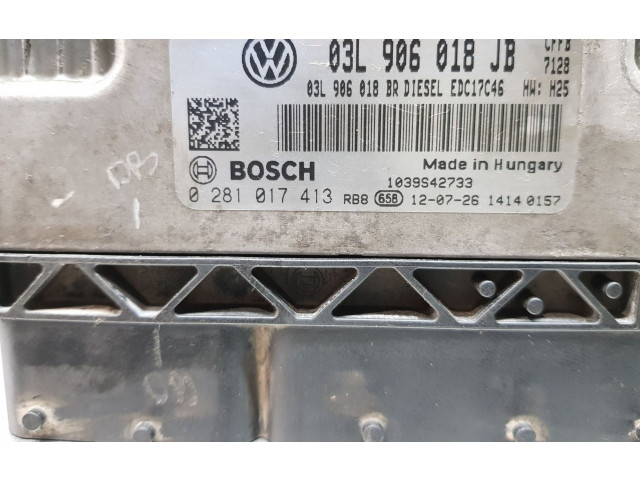 03L 906 018 JB CFFB
7128
03L 906 018 BR DIESEL EDC17C46 HW: H25
BOSCH Made in Hungary
1039S42733
0 281 017 413 RB8 658 12-07-26 1414 0157